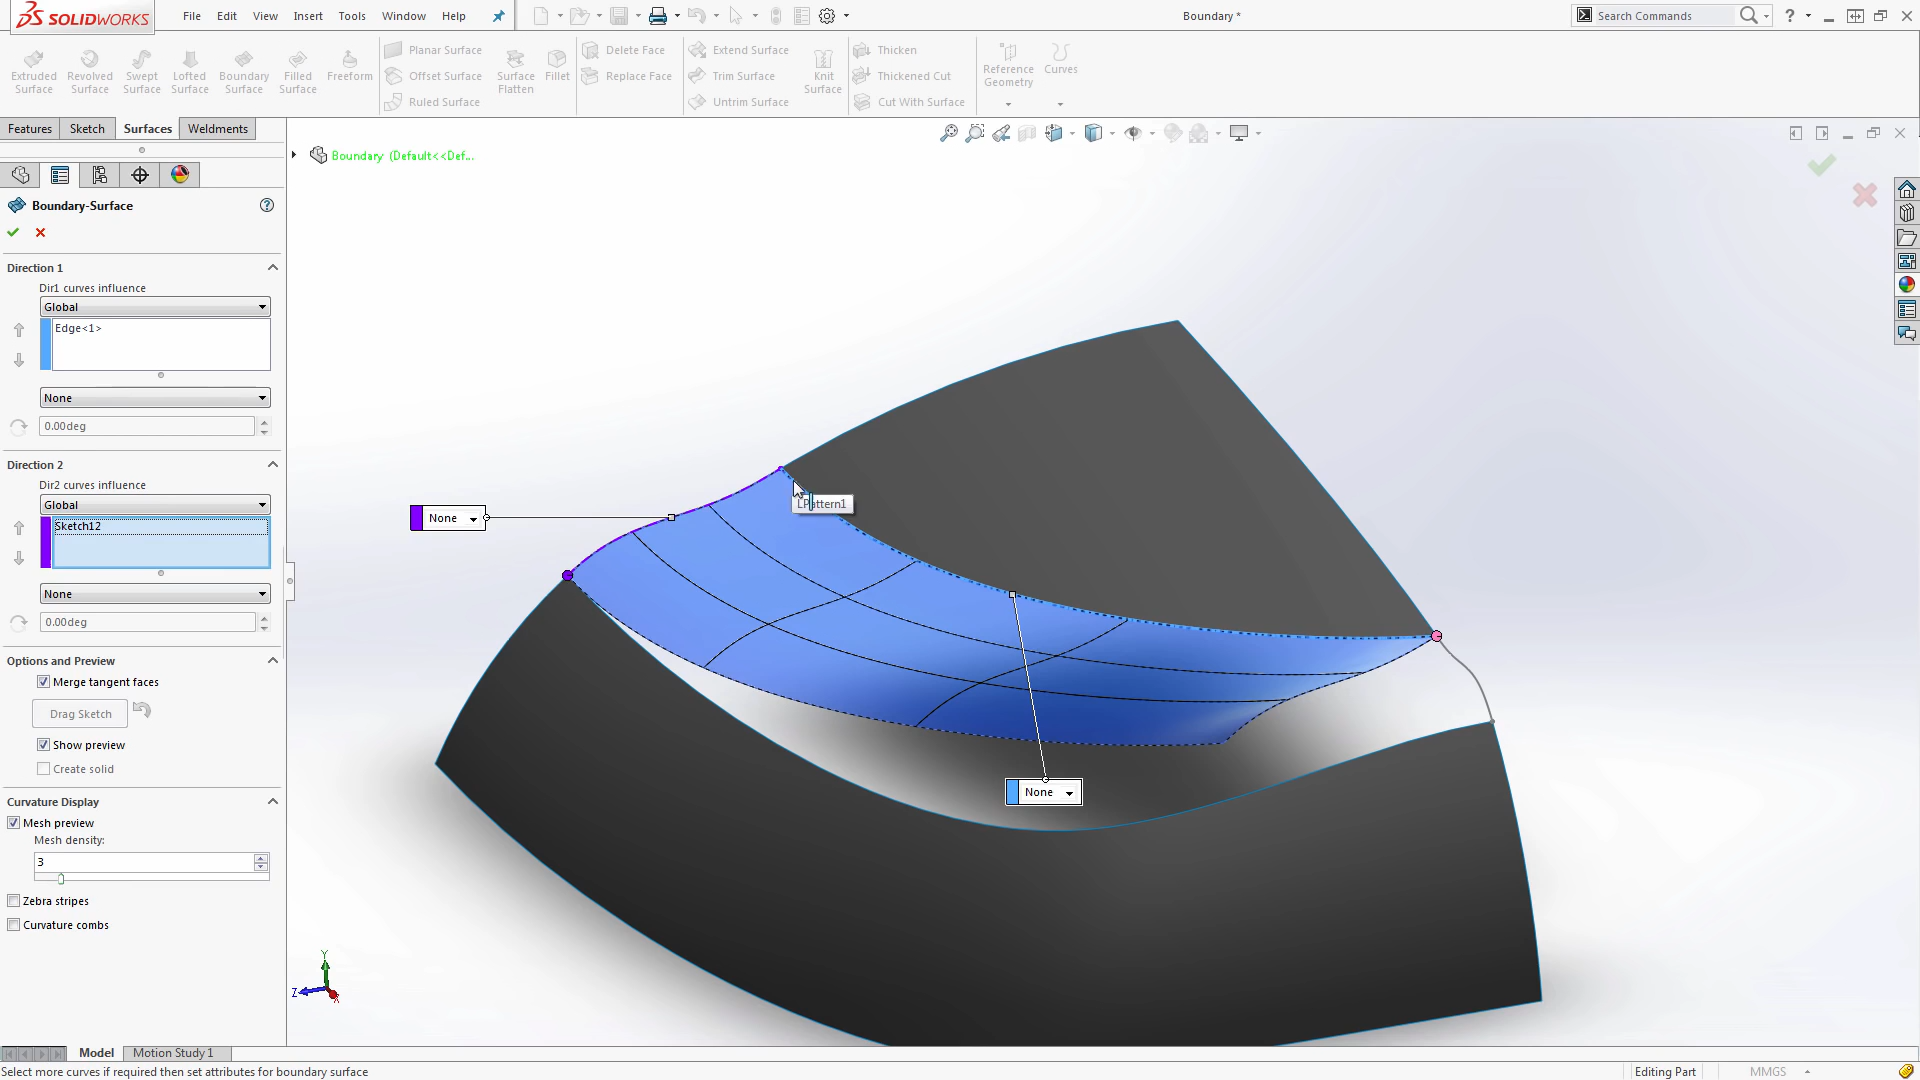 SOLIDWORKS
File Edit View Insert Tools Window Help
Boundary *
Search Commands
Extruded Surface
Revolved Surface
Swept Surface
Lofted Surface
Boundary Surface
Filled Surface
Freeform
Planar Surface
Offset Surface
Ruled Surface
Surface Flatten
Fillet
Delete Face
Replace Face
Extend Surface
Trim Surface
Untrim Surface
Knit Surface
Thicken
Thickened Cut
Cut With Surface
Reference Geometry
Curves
Features Sketch Surfaces Weldments
Boundary (Default<<Def...
Boundary-Surface
Direction 1
Dir1 curves influence
Global
Edge<1>
None
0.00deg
Direction 2
Dir2 curves influence
Global
Sketch12
None
0.00deg
Options and Preview
Merge tangent faces
Drag Sketch
Show preview
Create solid
Curvature Display
Mesh preview
Mesh density:
3
Zebra stripes
Curvature combs
None
LPattern1
None
Y
Z
X
Model Motion Study 1
Select more curves if required then set attributes for boundary surface
Editing Part
MMGS